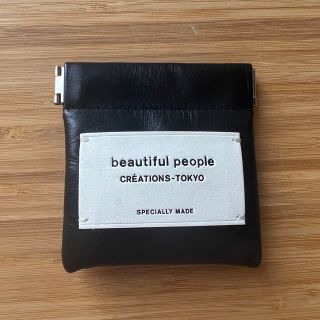 beautiful people
CRÉATIONS-TOKYO
SPECIALLY MADE